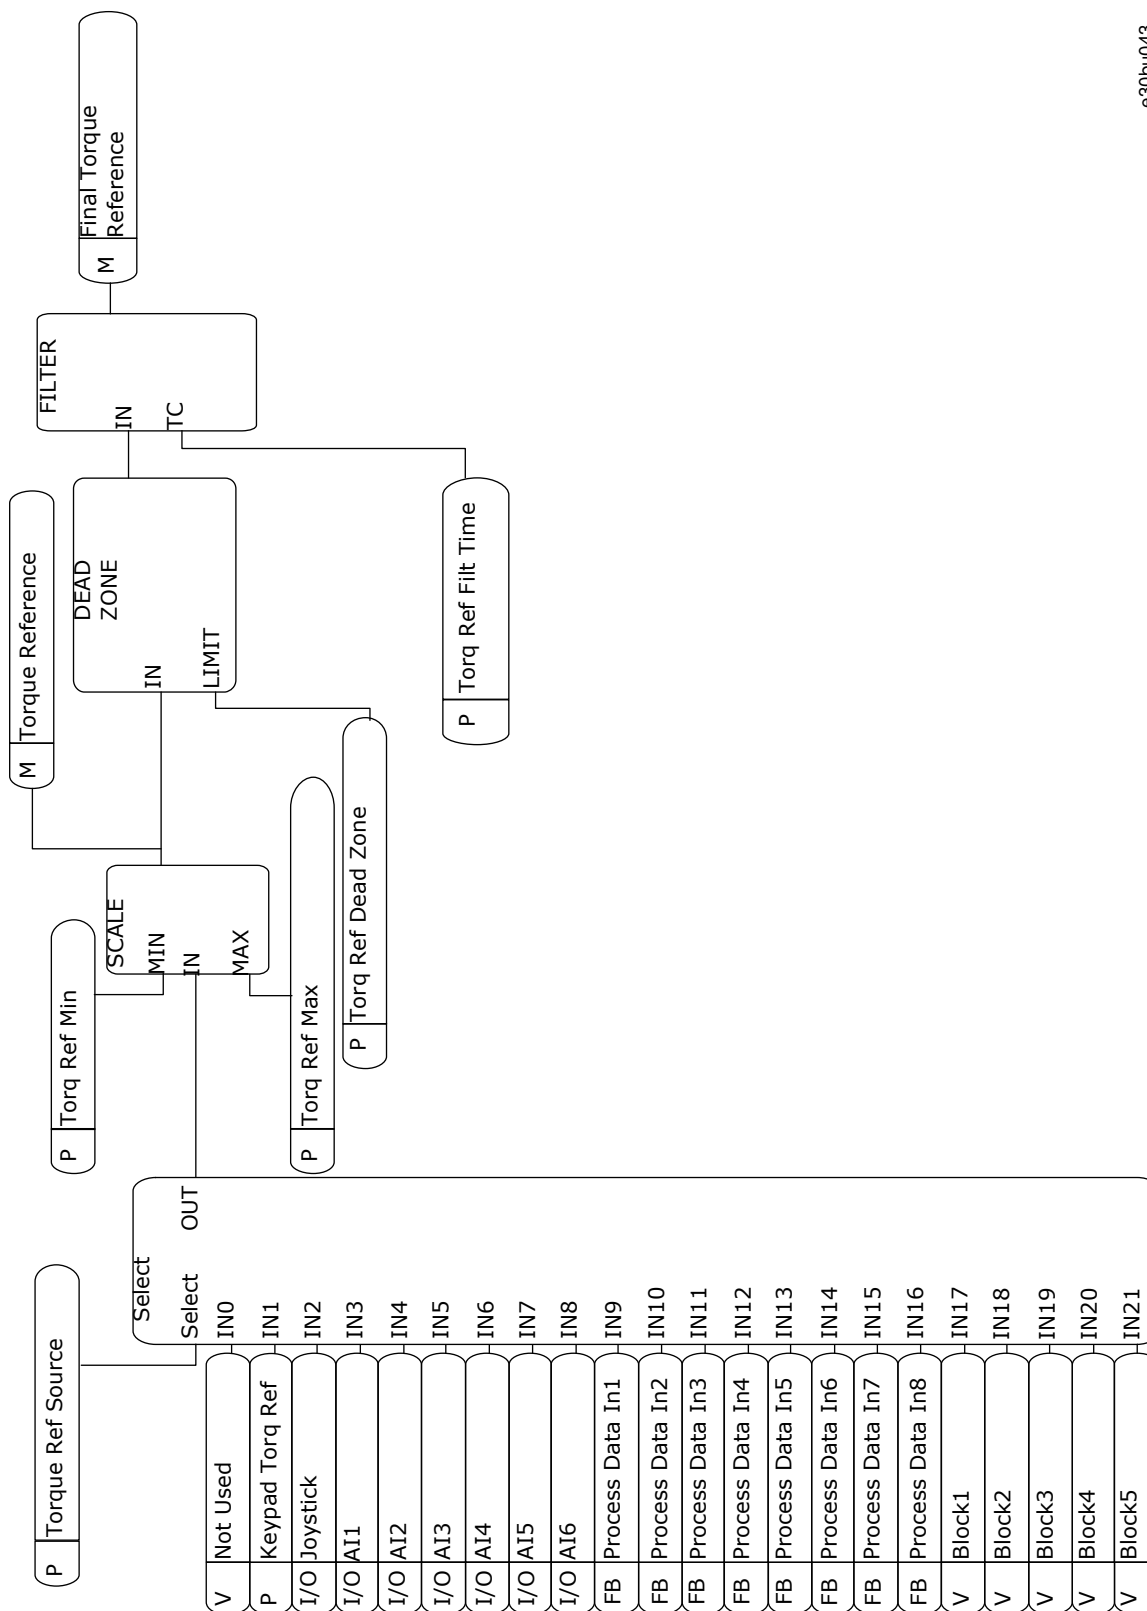 P Torque Ref Source
Select
Select OUT
V Not Used IN0
P Keypad Torq Ref IN1
I/O Joystick IN2
I/O AI1 IN3
I/O AI2 IN4
I/O AI3 IN5
I/O AI4 IN6
I/O AI5 IN7
I/O AI6 IN8
FB Process Data In1 IN9
FB Process Data In2 IN10
FB Process Data In3 IN11
FB Process Data In4 IN12
FB Process Data In5 IN13
FB Process Data In6 IN14
FB Process Data In7 IN15
FB Process Data In8 IN16
V Block1 IN17
V Block2 IN18
V Block3 IN19
V Block4 IN20
V Block5 IN21
P Torq Ref Min
SCALE
MIN
IN
MAX
P Torq Ref Max
P Torq Ref Dead Zone
M Torque Reference
DEAD
ZONE
IN
LIMIT
P Torq Ref Filt Time
FILTER
IN
TC
M Final Torque
Reference